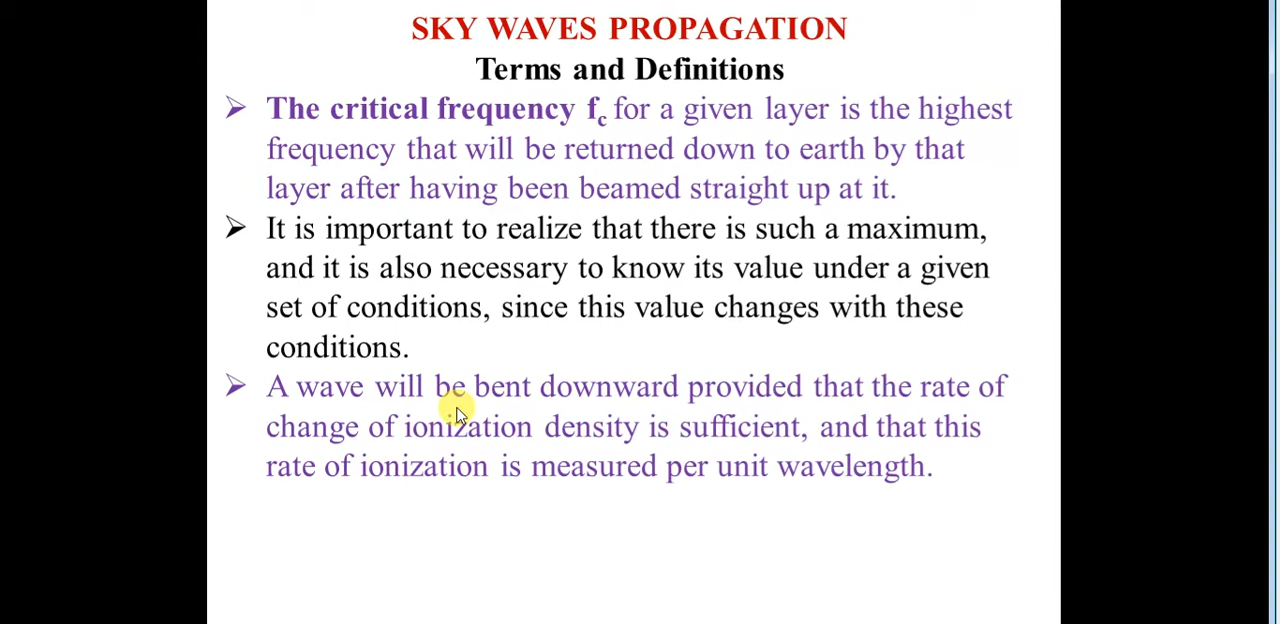 SKY WAVES PROPAGATION
Terms and Definitions
➢ The critical frequency fc for a given layer is the highest
frequency that will be returned down to earth by that
layer after having been beamed straight up at it.
➢ It is important to realize that there is such a maximum,
and it is also necessary to know its value under a given
set of conditions, since this value changes with these
conditions.
➢ A wave will be bent downward provided that the rate of
change of ionization density is sufficient, and that this
rate of ionization is measured per unit wavelength.